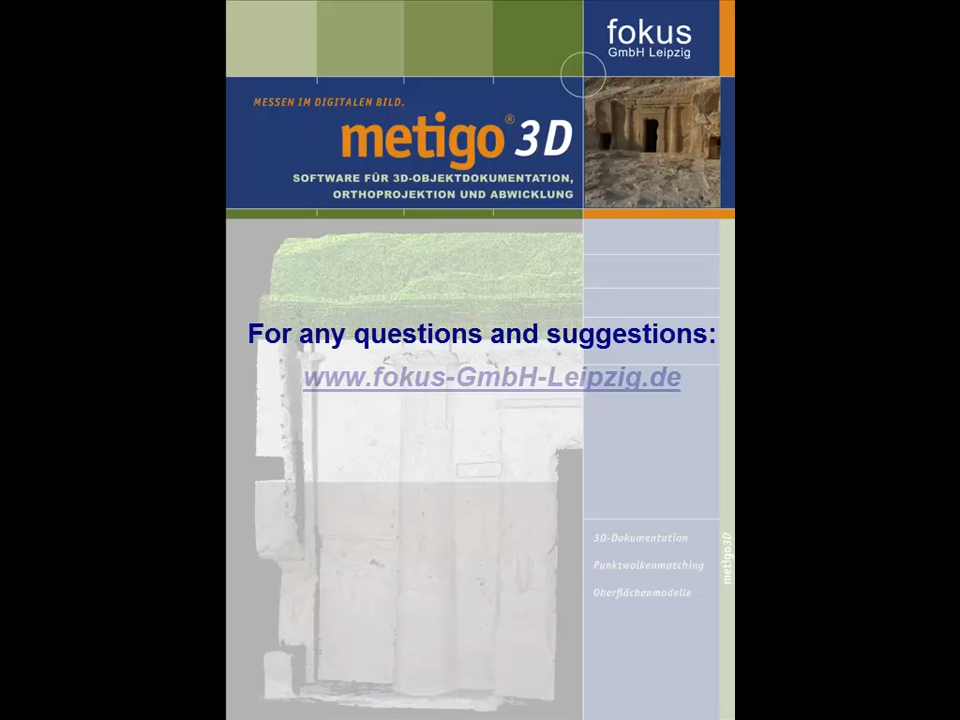 fokus
GmbH Leipzig
MESSEN IM DIGITALEN BILD.
metigo® 3D
SOFTWARE FÜR 3D-OBJEKTDOKUMENTATION,
ORTHOPROJEKTION UND ABWICKLUNG
For any questions and suggestions:
www.fokus-GmbH-Leipzig.de
3D-Dokumentation
Punktwolkenmatching
Oberflächenmodelle
metigo3D